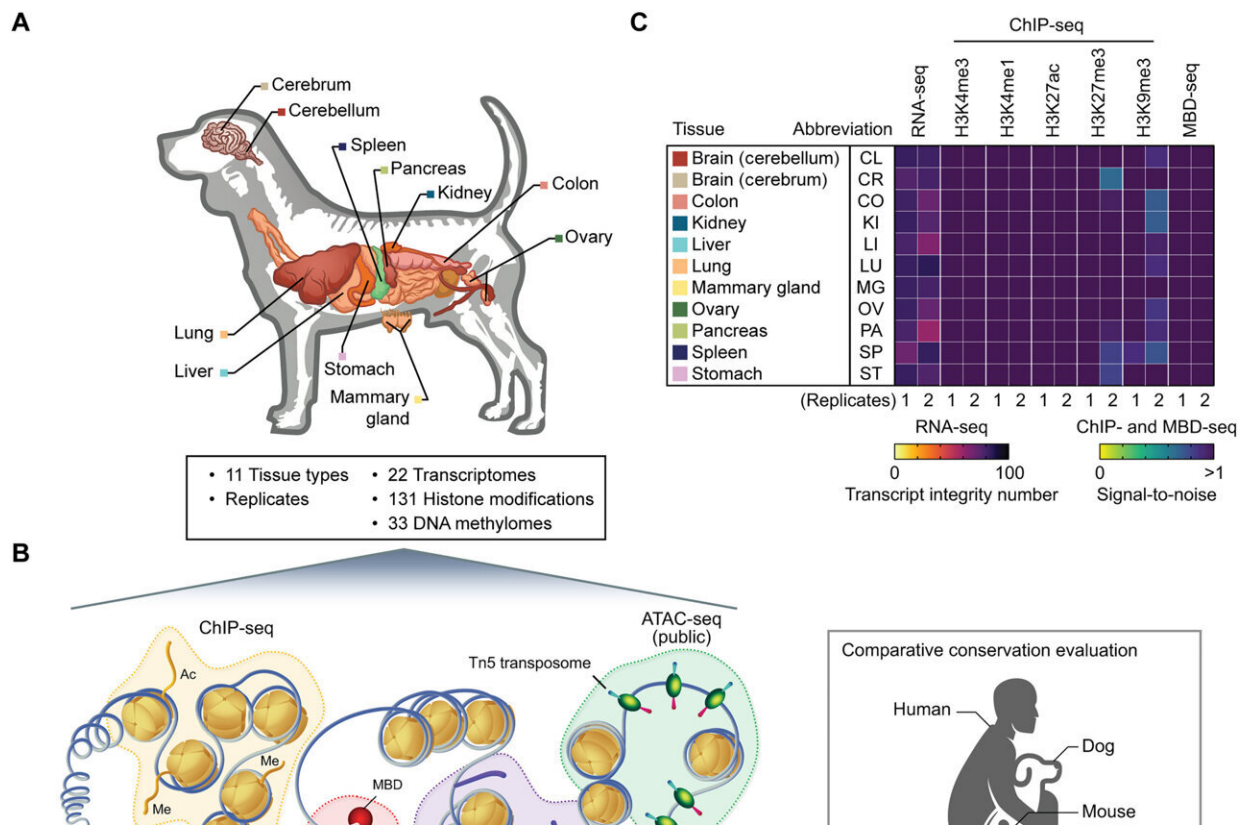 A
Cerebrum
Cerebellum
Spleen
Pancreas
Kidney
Colon
Ovary
Lung
Liver
Stomach
Mammary
gland
• 11 Tissue types
• Replicates
• 22 Transcriptomes
• 131 Histone modifications
• 33 DNA methylomes
C
ChIP-seq
RNA-seq
H3K4me3
H3K4me1
H3K27ac
H3K27me3
H3K9me3
MBD-seq
Tissue Abbreviation
Brain (cerebellum) CL
Brain (cerebrum) CR
Colon CO
Kidney KI
Liver LI
Lung LU
Mammary gland MG
Ovary OV
Pancreas PA
Spleen SP
Stomach ST
(Replicates) 1 2 1 2 1 2 1 2 1 2 1 2 1 2
RNA-seq
0 100
Transcript integrity number
ChIP- and MBD-seq
0 >1
Signal-to-noise
B
ChIP-seq
Ac
Me
Me
MBD
ATAC-seq
(public)
Tn5 transposome
Comparative conservation evaluation
Human
Dog
Mouse